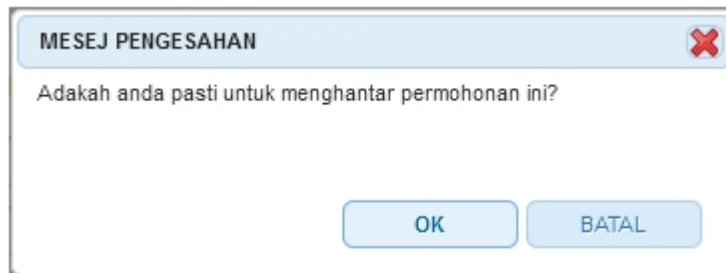 MESEJ PENGESAHAN
Adakah anda pasti untuk menghantar permohonan ini?
OK BATAL